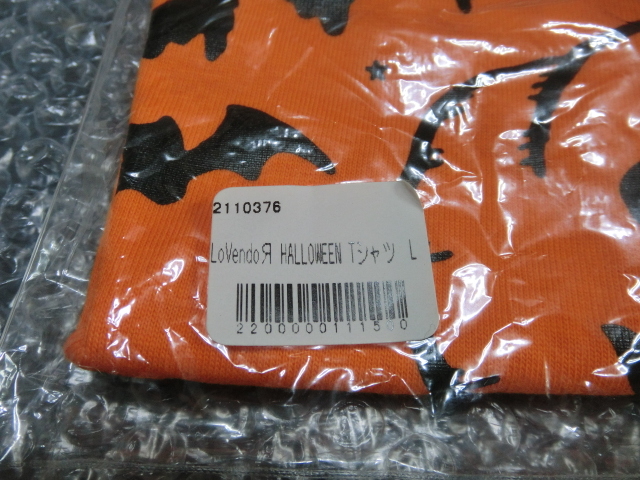 2110376
LoVendoЯ HALLOWEEN Tシャツ L
2200000111500